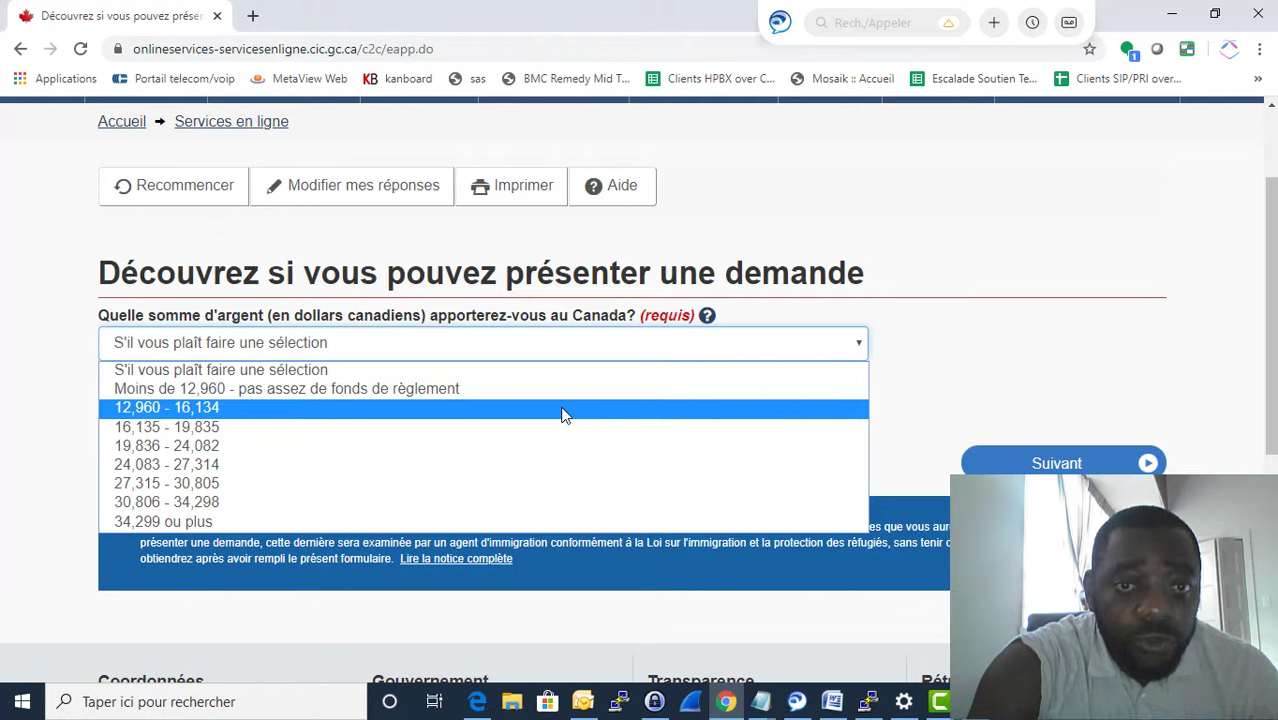 Découvrez si vous pouvez présen
Rech./Appeler
onlineservices-servicesenligne.cic.gc.ca/c2c/eapp.do
1
Applications
Portail telecom/voip
MetaView Web
KB kanboard
sas
BMC Remedy Mid T...
Clients HPBX over C...
Mosaik :: Accueil
Escalade Soutien Te...
Clients SIP/PRI over...
»
Accueil → Services en ligne
Recommencer
Modifier mes réponses
Imprimer
? Aide
Découvrez si vous pouvez présenter une demande
Quelle somme d'argent (en dollars canadiens) apporterez-vous au Canada? (requis) ?
S'il vous plaît faire une sélection
S'il vous plaît faire une sélection
Moins de 12,960 - pas assez de fonds de règlement
12,960 - 16,134
16,135 - 19,835
19,836 - 24,082
24,083 - 27,314
27,315 - 30,805
30,806 - 34,298
34,299 ou plus
Suivant
es que vous
présenter une demande, cette dernière sera examinée par un agent d'immigration conformément à la Loi sur l'immigration et la protection des réfugiés, sans tenir
obtiendrez après avoir rempli le présent formulaire. Lire la notice complète
Coordonnées
Gouvernement
Transparence
Taper ici pour rechercher